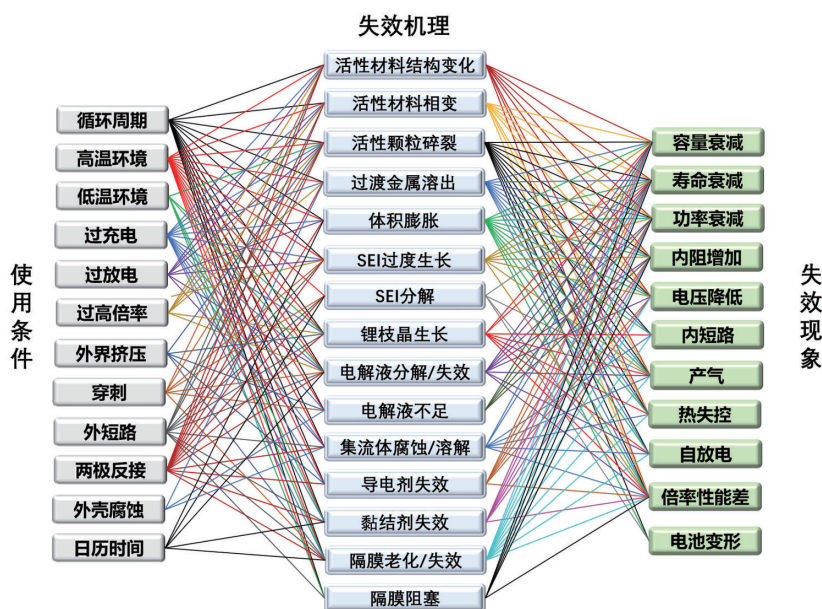 失效机理
使用条件
循环周期
高温环境
低温环境
过充电
过放电
过高倍率
外界挤压
穿刺
外短路
两极反接
外壳腐蚀
日历时间
活性材料结构变化
活性材料相变
活性颗粒碎裂
过渡金属溶出
体积膨胀
SEI过度生长
SEI分解
锂枝晶生长
电解液分解/失效
电解液不足
集流体腐蚀/溶解
导电剂失效
黏结剂失效
隔膜老化/失效
隔膜阻塞
容量衰减
寿命衰减
功率衰减
内阻增加
电压降低
内短路
产气
热失控
自放电
倍率性能差
电池变形
失效现象